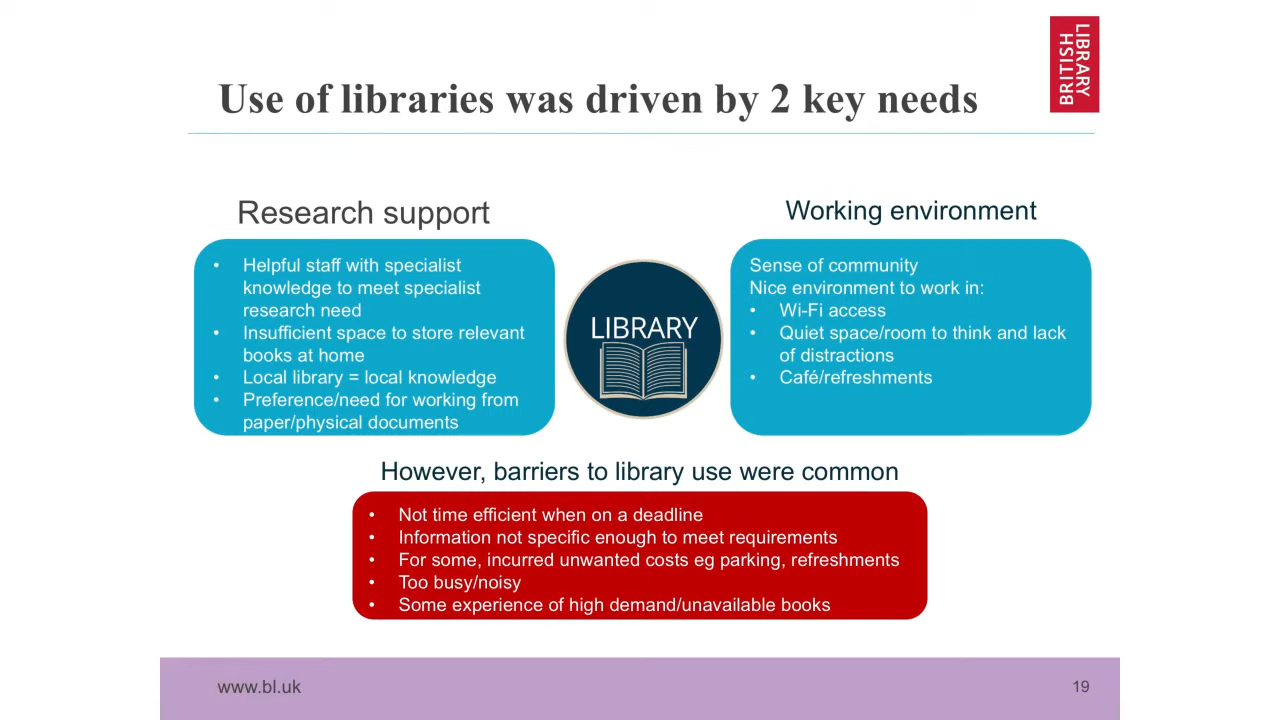 BRITISH
LIBRARY
Use of libraries was driven by 2 key needs
Research support
• Helpful staff with specialist
knowledge to meet specialist
research need
• Insufficient space to store relevant
books at home
• Local library = local knowledge
• Preference/need for working from
paper/physical documents
LIBRARY
Working environment
Sense of community
Nice environment to work in:
• Wi-Fi access
• Quiet space/room to think and lack
of distractions
• Café/refreshments
However, barriers to library use were common
• Not time efficient when on a deadline
• Information not specific enough to meet requirements
• For some, incurred unwanted costs eg parking, refreshments
• Too busy/noisy
• Some experience of high demand/unavailable books
www.bl.uk
19